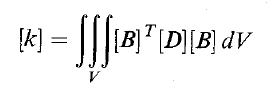 [k] = ∭_V [B]^T [D][B] dV